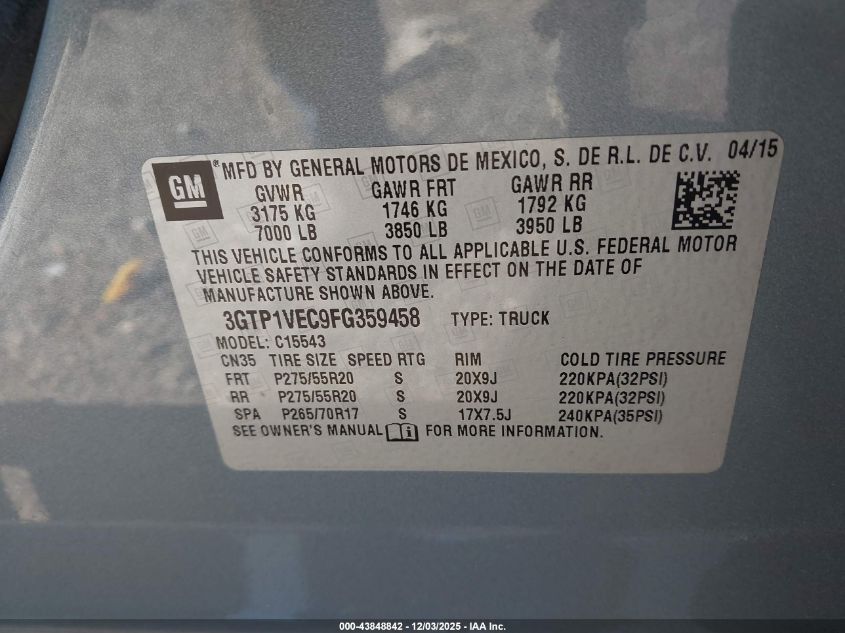 GM ® MFD BY GENERAL MOTORS DE MEXICO, S. DE R.L. DE C.V. 04/15
GVWR GAWR FRT GAWR RR
3175 KG 1746 KG 1792 KG
7000 LB 3850 LB 3950 LB
THIS VEHICLE CONFORMS TO ALL APPLICABLE U.S. FEDERAL MOTOR
VEHICLE SAFETY STANDARDS IN EFFECT ON THE DATE OF
MANUFACTURE SHOWN ABOVE.
3GTP1VEC9FG359458 TYPE: TRUCK
MODEL: C15543
CN35 TIRE SIZE SPEED RTG RIM COLD TIRE PRESSURE
FRT P275/55R20 S 20X9J 220KPA(32PSI)
RR P275/55R20 S 20X9J 220KPA(32PSI)
SPA P265/70R17 S 17X7.5J 240KPA(35PSI)
SEE OWNER'S MANUAL FOR MORE INFORMATION.
000-43848842 - 12/03/2025 - IAA Inc.